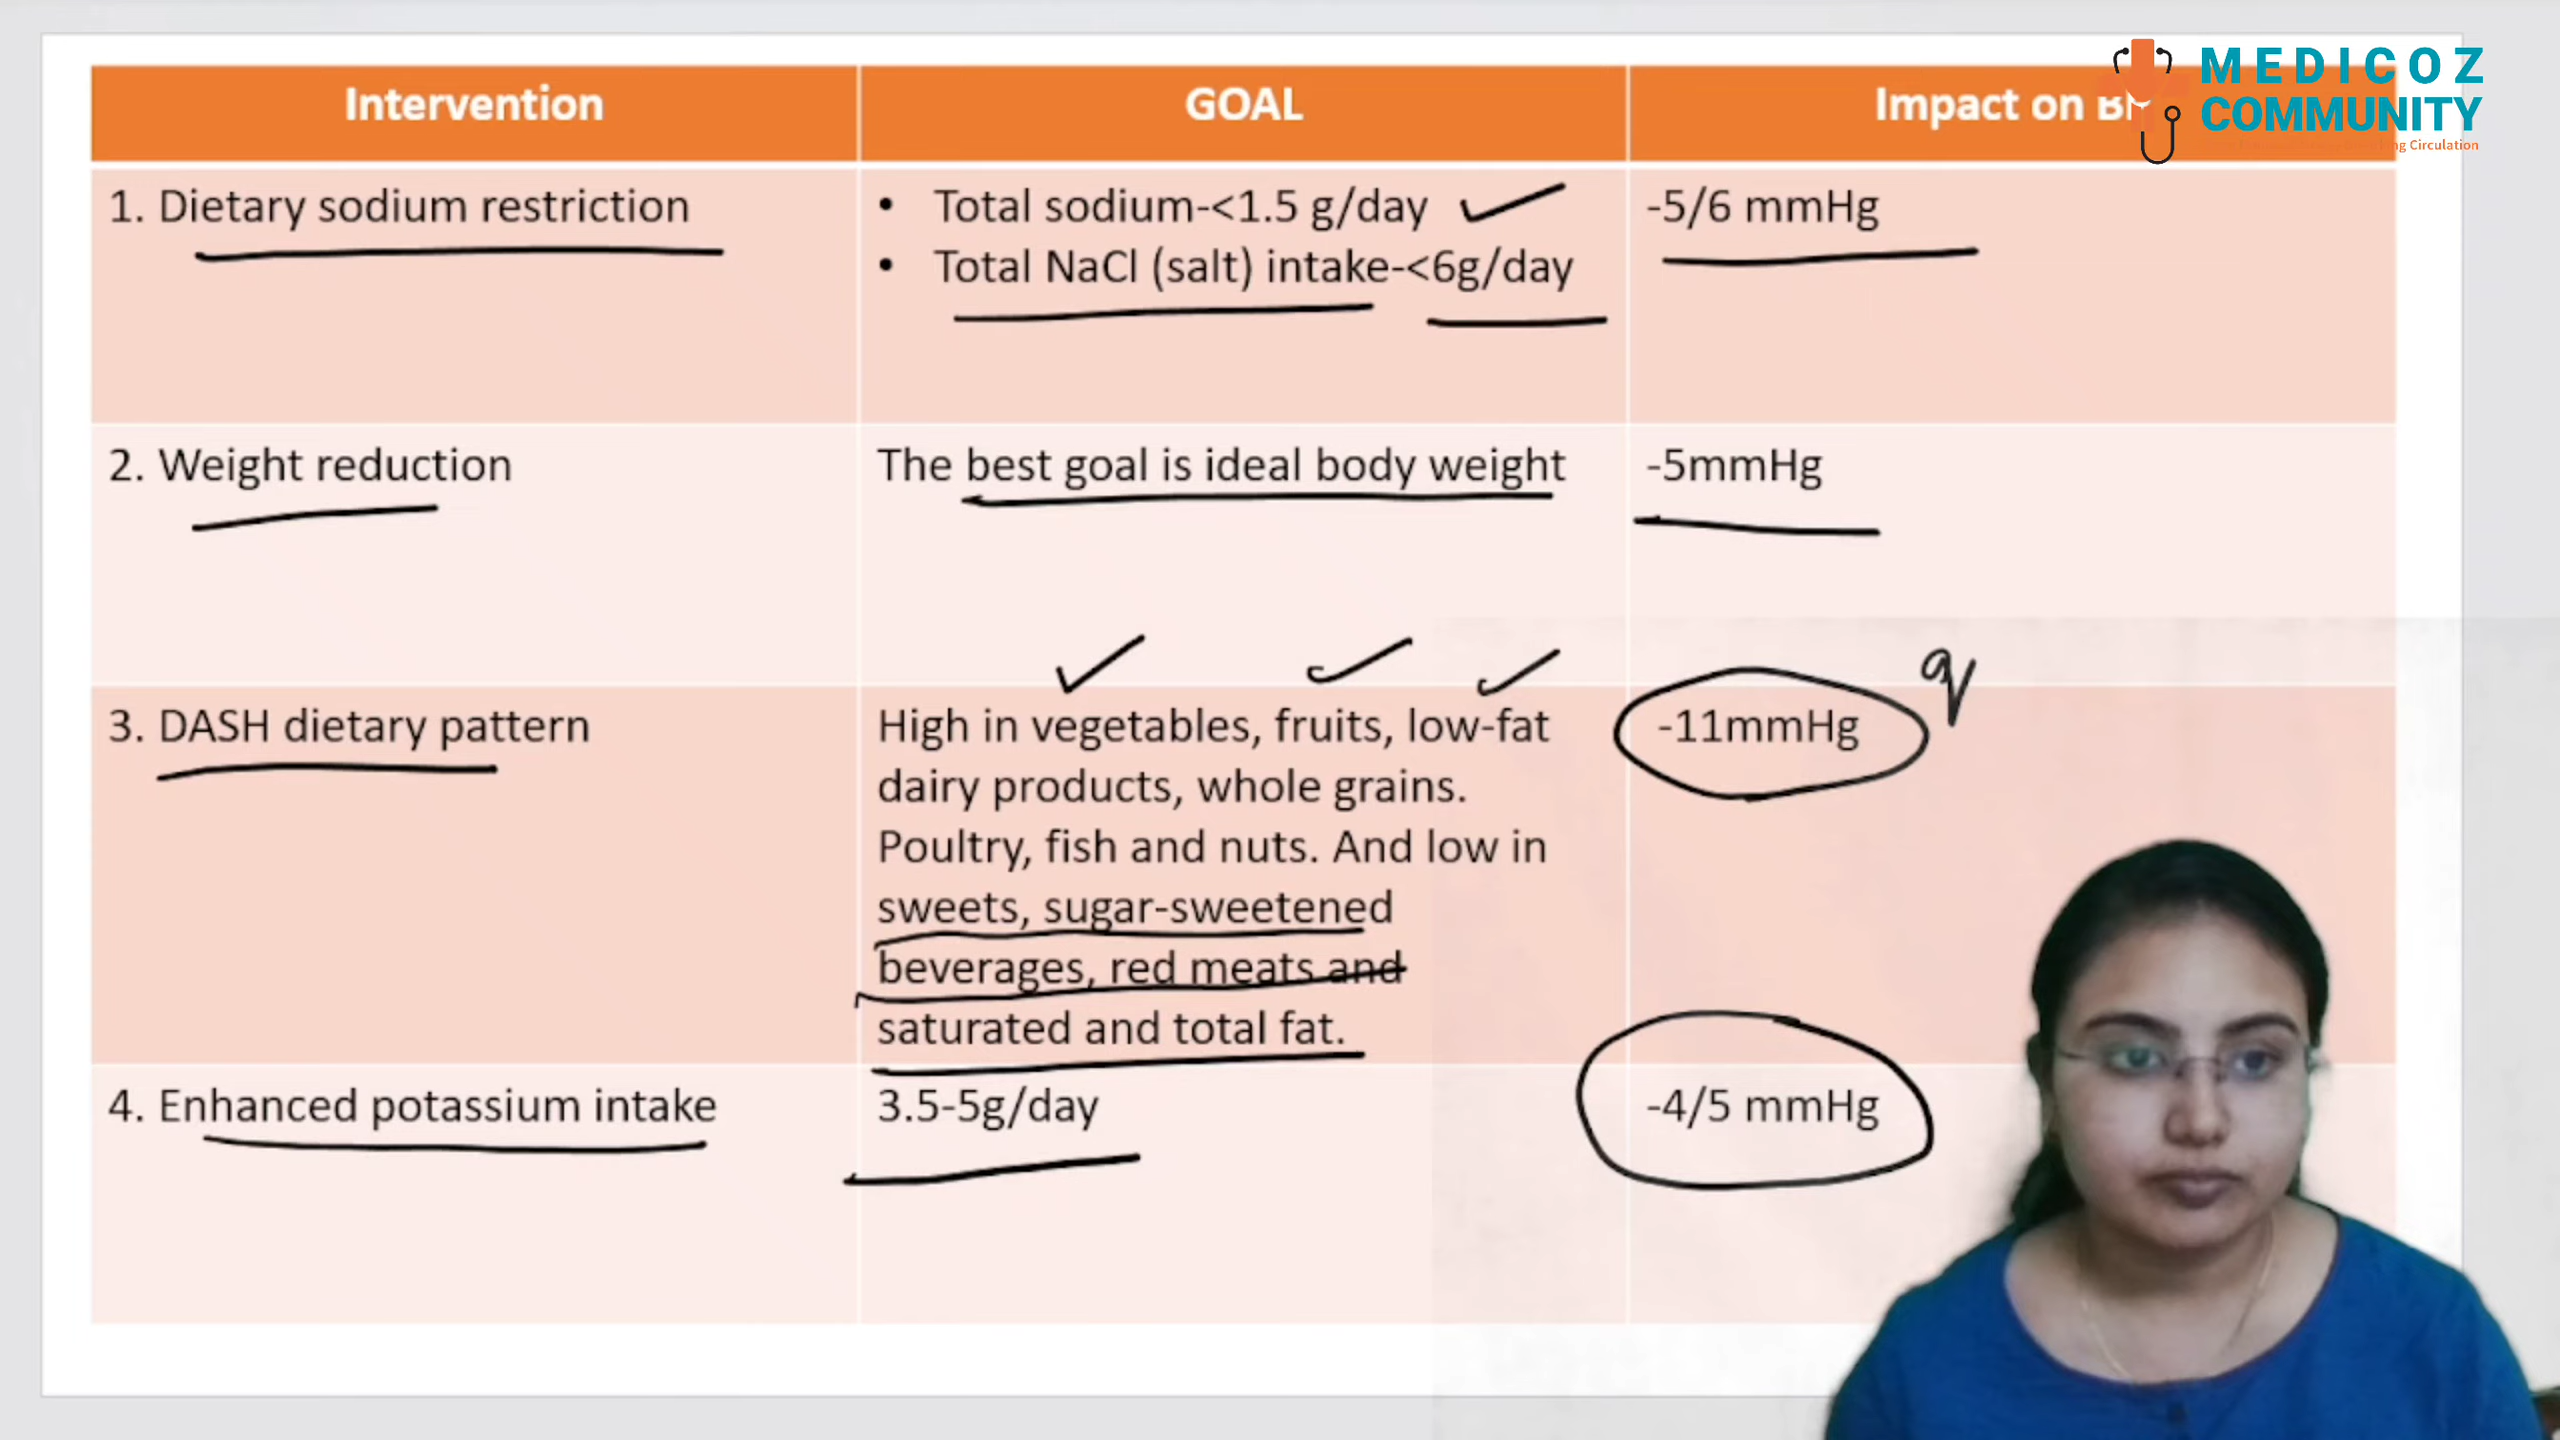 MEDICOZ
COMMUNITY
ng Circulation
Intervention
GOAL
Impact on B
1. Dietary sodium restriction
• Total sodium-<1.5 g/day
• Total NaCl (salt) intake-<6g/day
-5/6 mmHg
2. Weight reduction
The best goal is ideal body weight
-5mmHg
3. DASH dietary pattern
High in vegetables, fruits, low-fat
dairy products, whole grains.
Poultry, fish and nuts. And low in
sweets, sugar-sweetened
beverages, red meats and
saturated and total fat.
-11mmHg
4. Enhanced potassium intake
3.5-5g/day
-4/5 mmHg